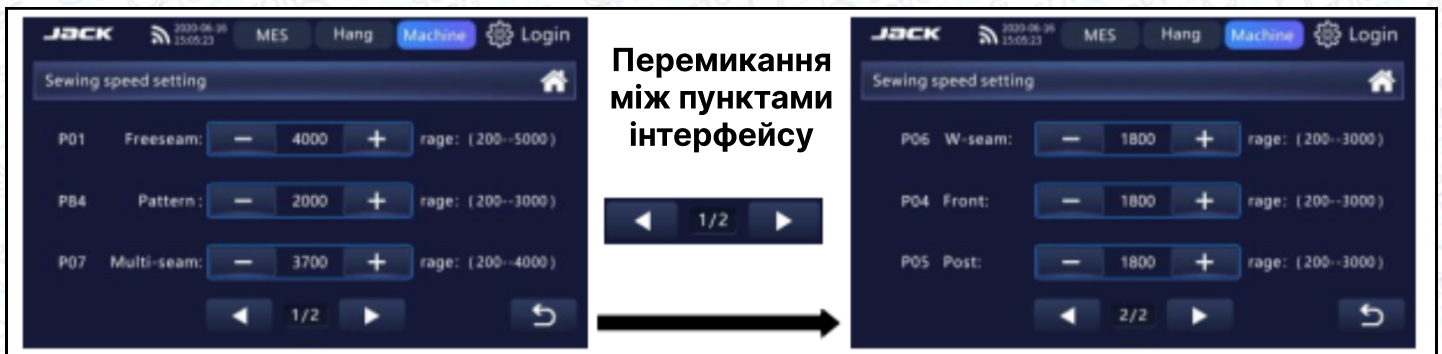 JACK 2020-06-26 15:05:23 MES Hang Machine Login
Sewing speed setting
P01 Freeseam: − 4000 + rage: (200--5000)
P84 Pattern : − 2000 + rage: (200--3000)
P07 Multi-seam: − 3700 + rage: (200--4000)
1/2
Перемикання
між пунктами
інтерфейсу
1/2
JACK 2020-06-26 15:05:23 MES Hang Machine Login
Sewing speed setting
P06 W-seam: − 1800 + rage: (200--3000)
P04 Front: − 1800 + rage: (200--3000)
P05 Post: − 1800 + rage: (200--3000)
2/2